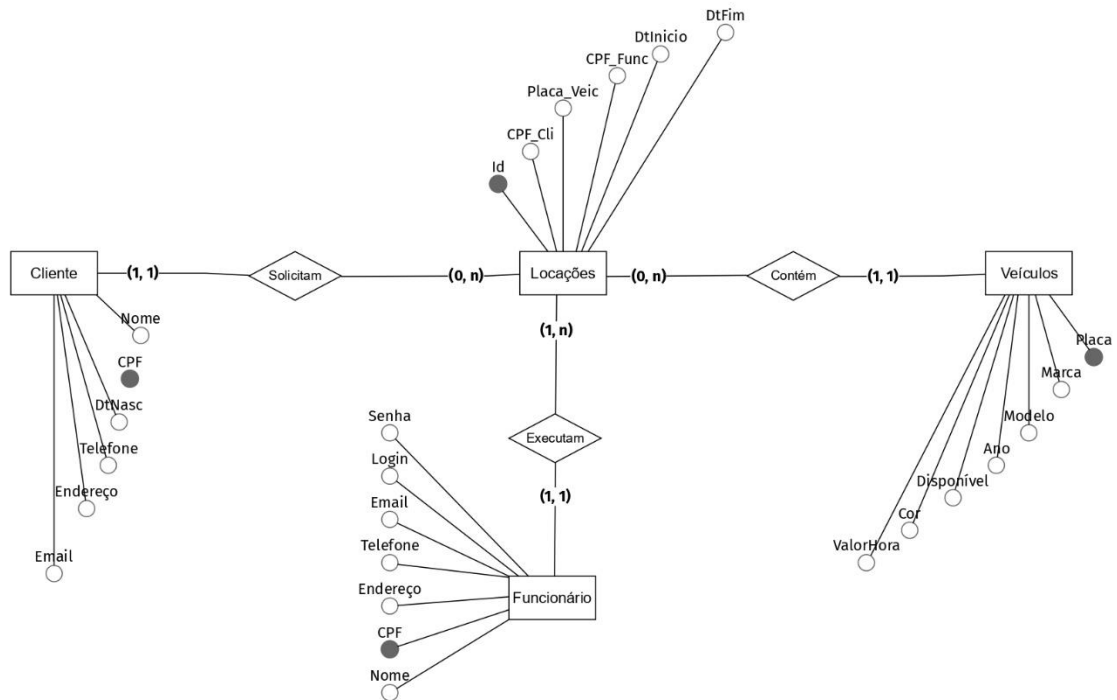 DtFim
DtInicio
CPF_Func
Placa_Veic
CPF_Cli
Id
Cliente
(1, 1)
Solicitam
(0, n)
Locações
(0, n)
Contém
(1, 1)
Veículos
Nome
CPF
DtNasc
Telefone
Endereço
Email
(1, n)
Executam
(1, 1)
Senha
Login
Email
Telefone
Endereço
CPF
Nome
Funcionário
Placa
Marca
Modelo
Ano
Disponível
Cor
ValorHora